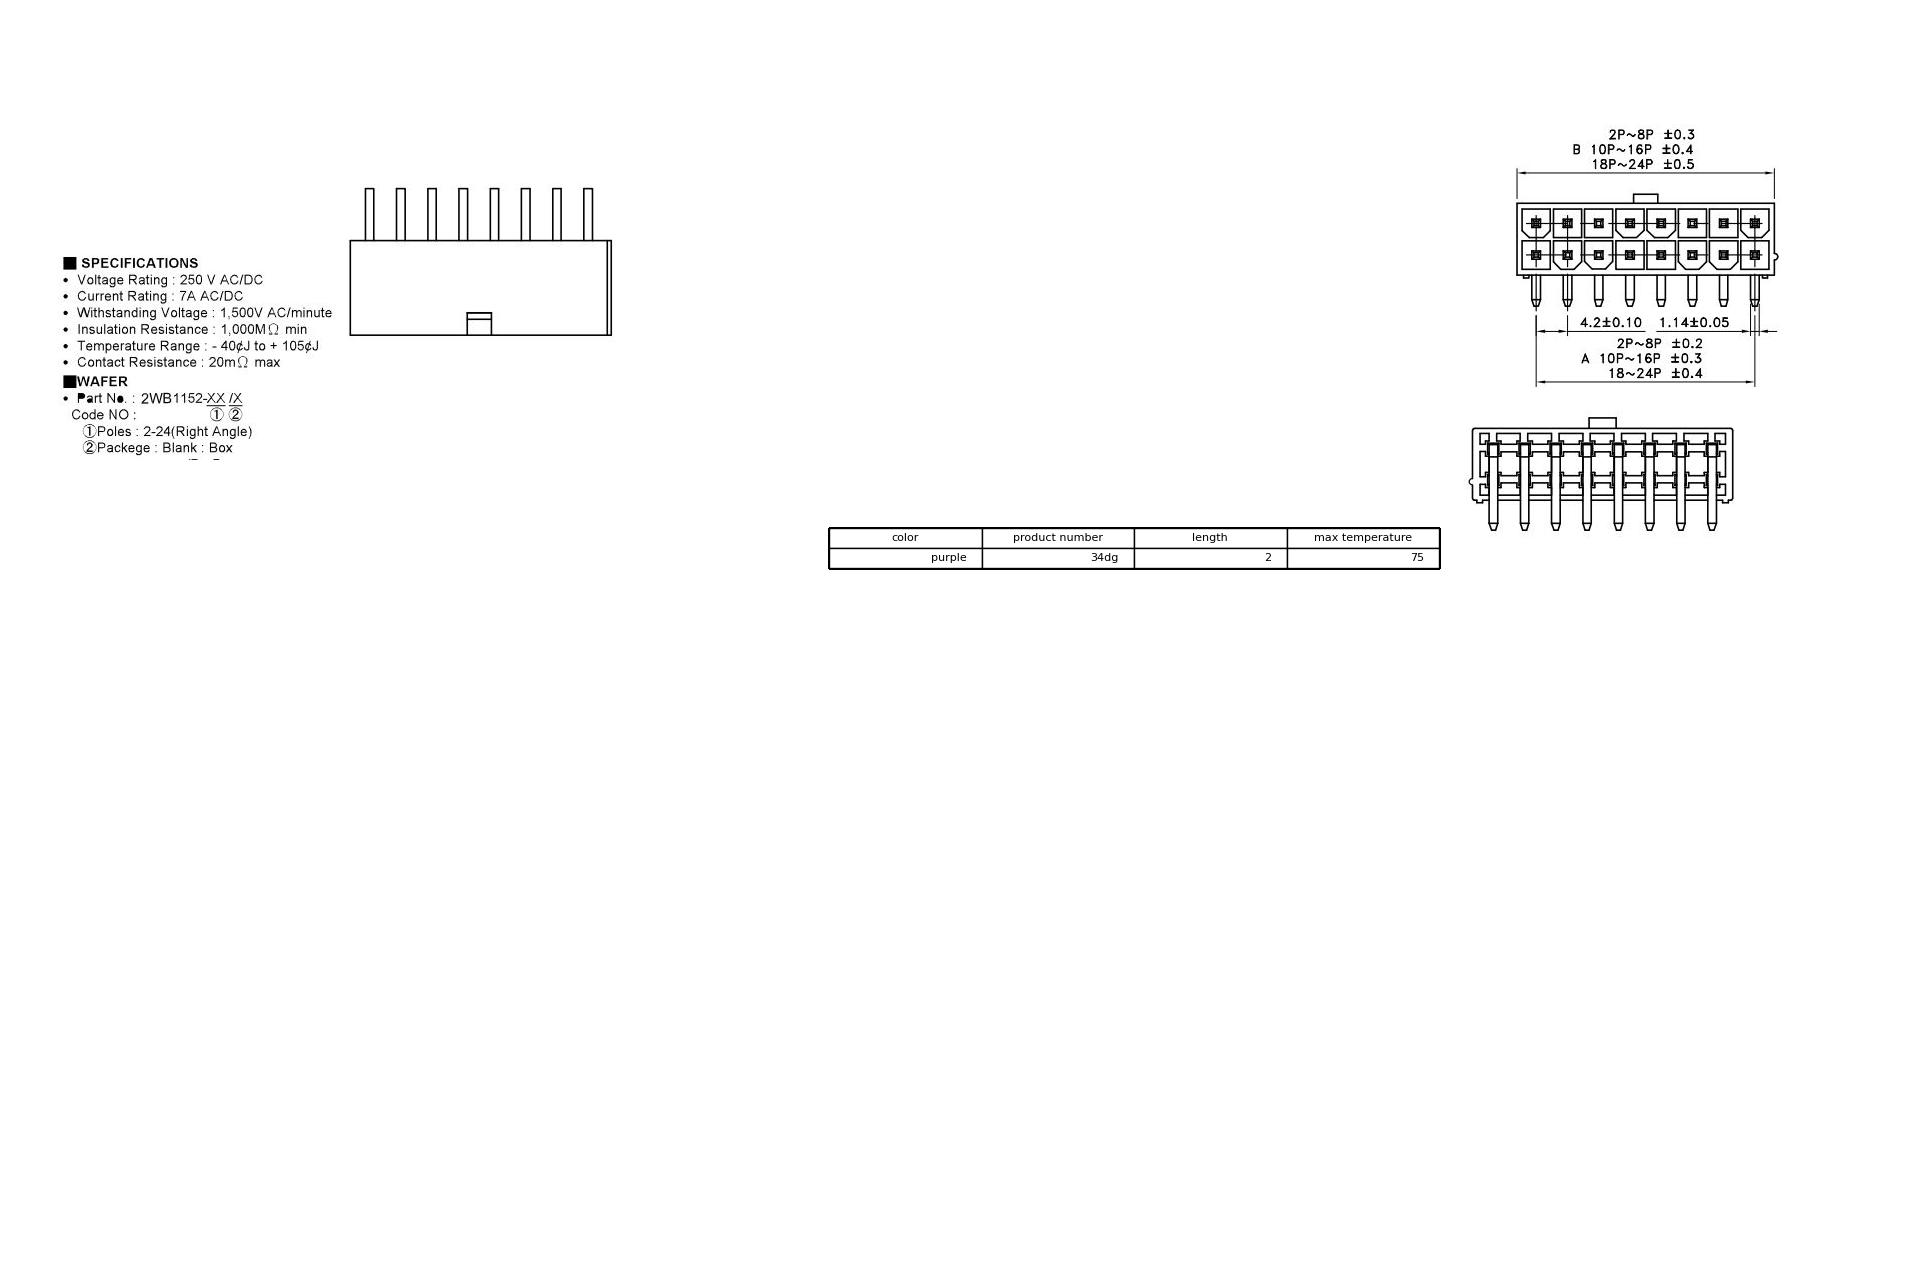 ■ SPECIFICATIONS
• Voltage Rating : 250 V AC/DC
• Current Rating : 7A AC/DC
• Withstanding Voltage : 1,500V AC/minute
• Insulation Resistance : 1,000MΩ min
• Temperature Range : - 40¢J to + 105¢J
• Contact Resistance : 20mΩ max
■WAFER
• Part No. : 2WB1152-XX /X
Code NO : ① ②
①Poles : 2-24(Right Angle)
②Packege : Blank : Box
2P~8P ±0.3
B 10P~16P ±0.4
18P~24P ±0.5
4.2±0.10 1.14±0.05
2P~8P ±0.2
A 10P~16P ±0.3
18~24P ±0.4
color product number length max temperature
purple 34dg 2 75